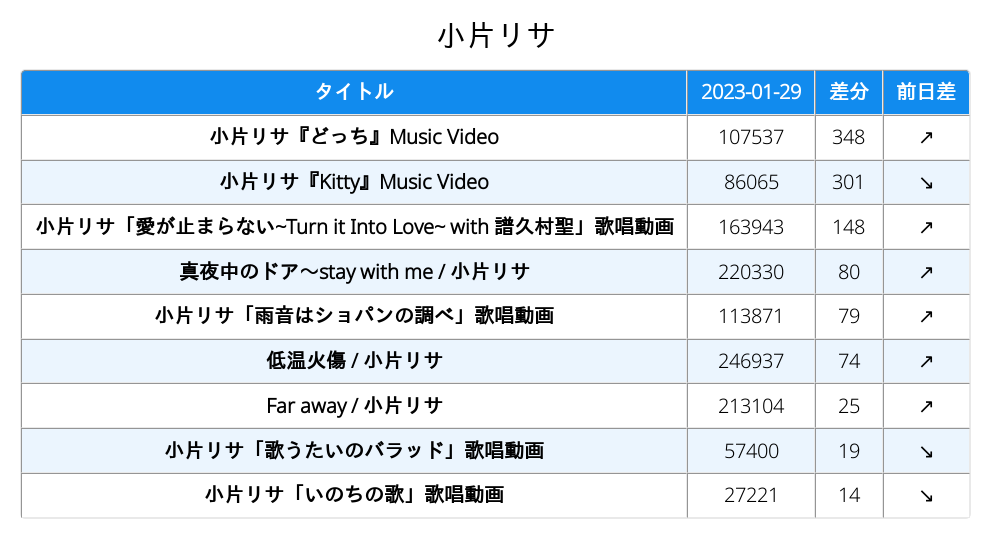 小片リサ
タイトル 2023-01-29 差分 前日差
小片リサ『どっち』Music Video 107537 348 ↗
小片リサ『Kitty』Music Video 86065 301 ↘
小片リサ「愛が止まらない~Turn it Into Love~ with 譜久村聖」歌唱動画 163943 148 ↗
真夜中のドア〜stay with me / 小片リサ 220330 80 ↗
小片リサ「雨音はショパンの調べ」歌唱動画 113871 79 ↗
低温火傷 / 小片リサ 246937 74 ↗
Far away / 小片リサ 213104 25 ↗
小片リサ「歌うたいのバラッド」歌唱動画 57400 19 ↘
小片リサ「いのちの歌」歌唱動画 27221 14 ↘